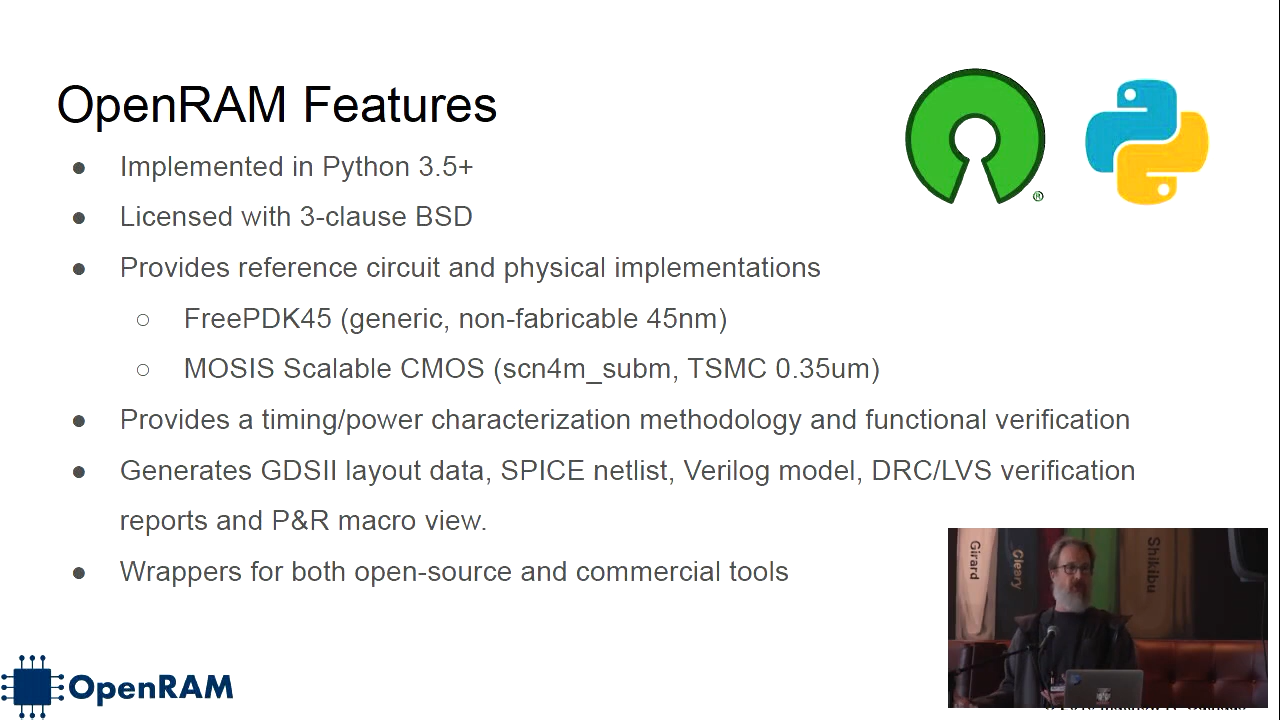 OpenRAM Features
● Implemented in Python 3.5+
● Licensed with 3-clause BSD
● Provides reference circuit and physical implementations
○ FreePDK45 (generic, non-fabricable 45nm)
○ MOSIS Scalable CMOS (scn4m_subm, TSMC 0.35um)
● Provides a timing/power characterization methodology and functional verification
● Generates GDSII layout data, SPICE netlist, Verilog model, DRC/LVS verification
reports and P&R macro view.
● Wrappers for both open-source and commercial tools
®
Girard
Cleary
Shikibu
OpenRAM